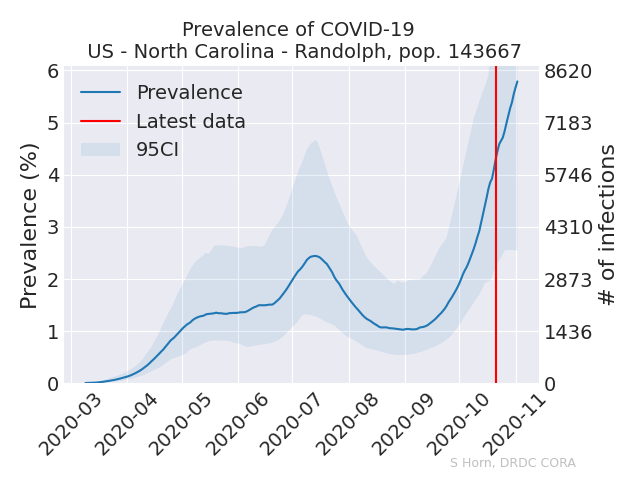 Prevalence of COVID-19
US - North Carolina - Randolph, pop. 143667
Prevalence
Latest data
95CI
Prevalence (%)
6
5
4
3
2
1
0
8620
7183
5746
4310
2873
1436
0
# of infections
2020-03
2020-04
2020-05
2020-06
2020-07
2020-08
2020-09
2020-10
2020-11
S Horn, DRDC CORA